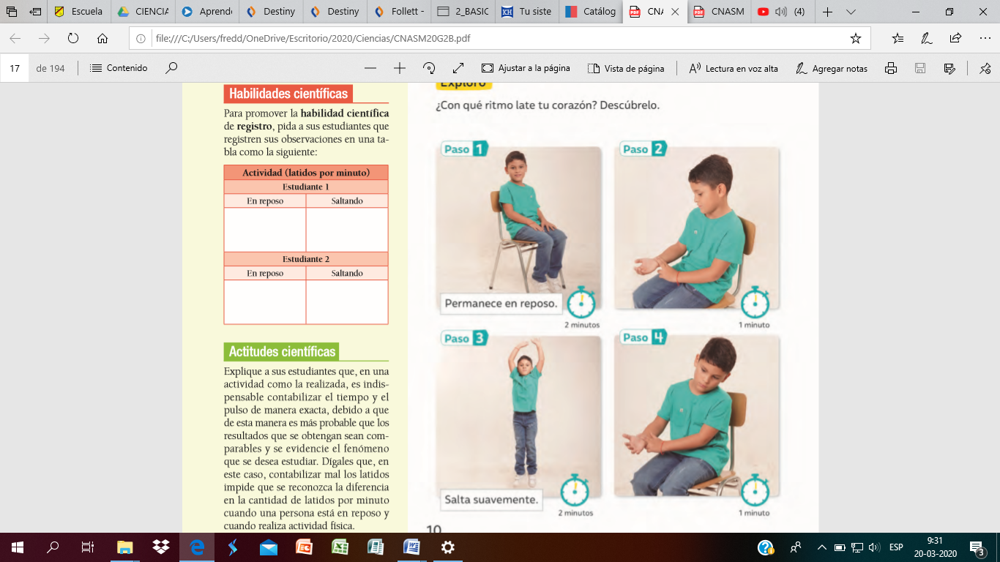 Escuela
CIENCIA
Aprend
Destiny
Destiny
Follett -
2_BASIC
KH
Tu siste
Catálog
PDF
CNA
PDF
CNASM
(4)
file:///C:/Users/fredd/OneDrive/Escritorio/2020/Ciencias/CNASM20G2B.pdf
17 de 194
Contenido
Ajustar a la página
Vista de página
Lectura en voz alta
Agregar notas
Habilidades científicas
Para promover la habilidad científica
de registro, pida a sus estudiantes que
registren sus observaciones en una ta-
bla como la siguiente:
Actividad (latidos por minuto)
Estudiante 1
En reposo Saltando
Estudiante 2
En reposo Saltando
Actitudes científicas
Explique a sus estudiantes que, en una
actividad como la realizada, es indis-
pensable contabilizar el tiempo y el
pulso de manera exacta, debido a que
de esta manera es más probable que los
resultados que se obtengan sean com-
parables y se evidencie el fenómeno
que se desea estudiar. Dígales que, en
este caso, contabilizar mal los latidos
impide que se reconozca la diferencia
en la cantidad de latidos por minuto
cuando una persona está en reposo y
cuando realiza actividad física.
Exploro
¿Con qué ritmo late tu corazón? Descúbrelo.
Paso 1
Permanece en reposo.
2 minutos
Paso 2
1 minuto
Paso 3
Salta suavemente.
2 minutos
Paso 4
1 minuto
10
ESP
9:31
20-03-2020
3